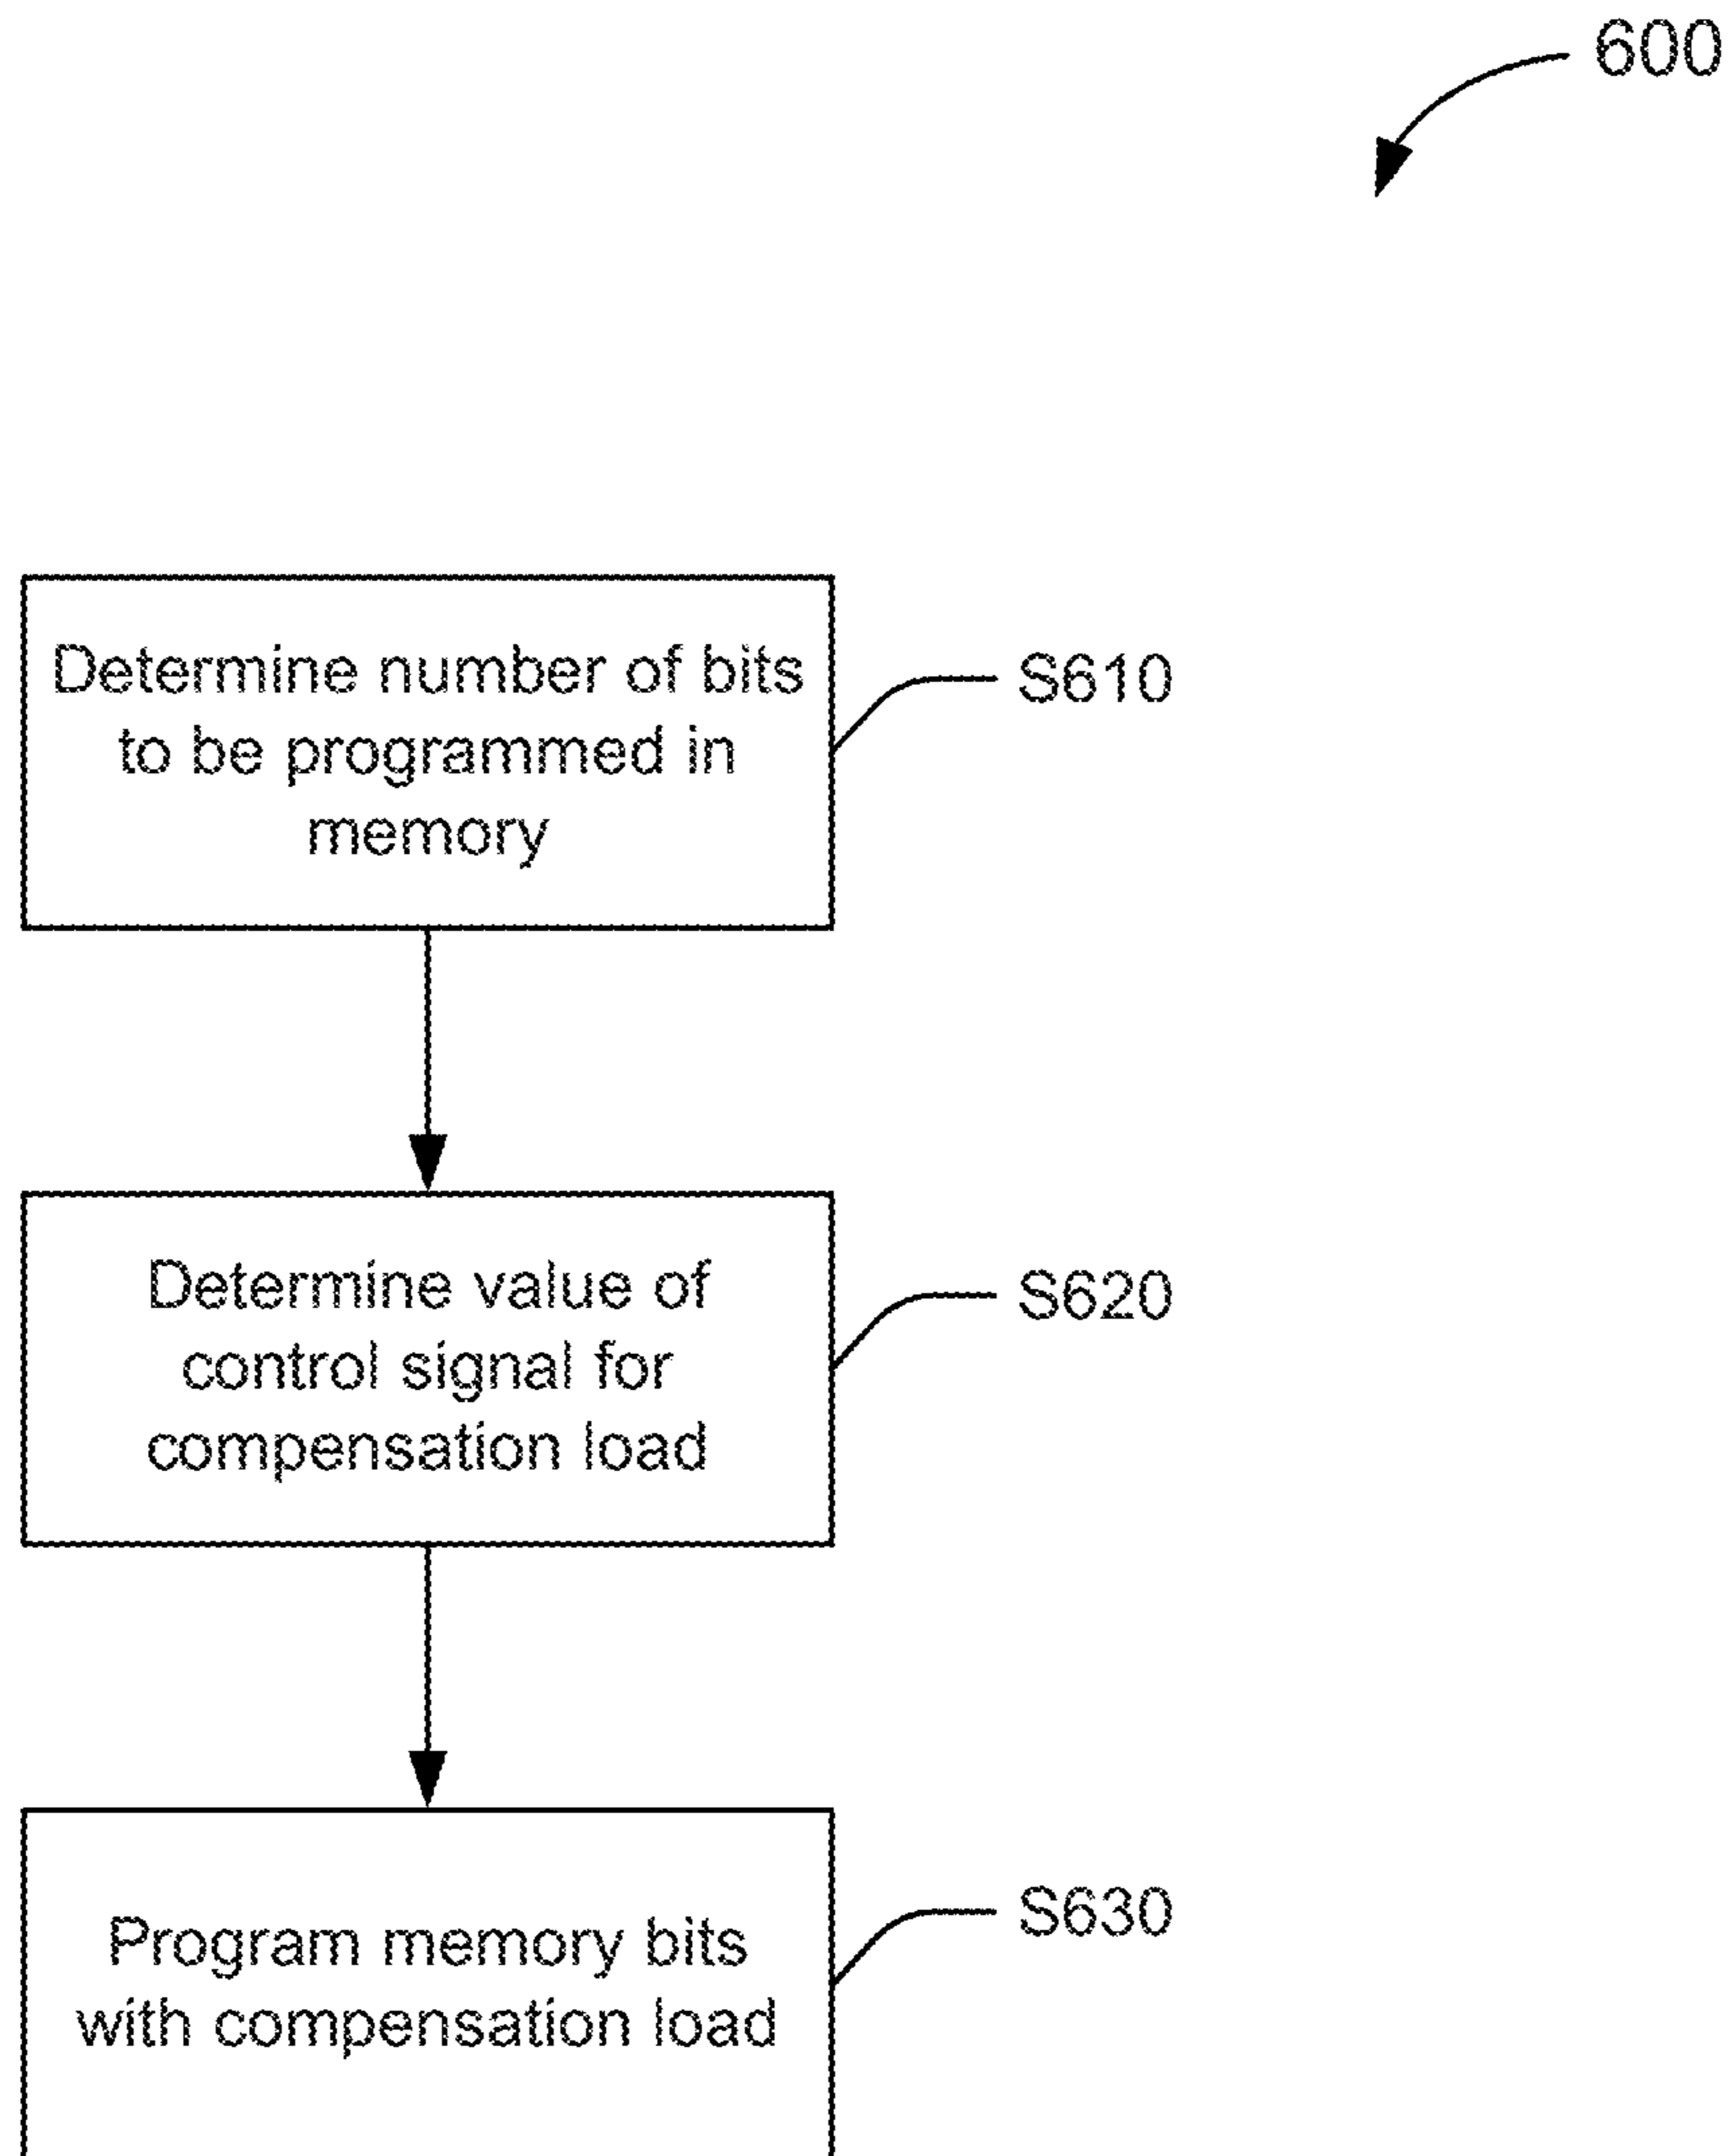 600
Determine number of bits
to be programmed in
memory
S610
Determine value of
control signal for
compensation load
S620
Program memory bits
with compensation load
S630